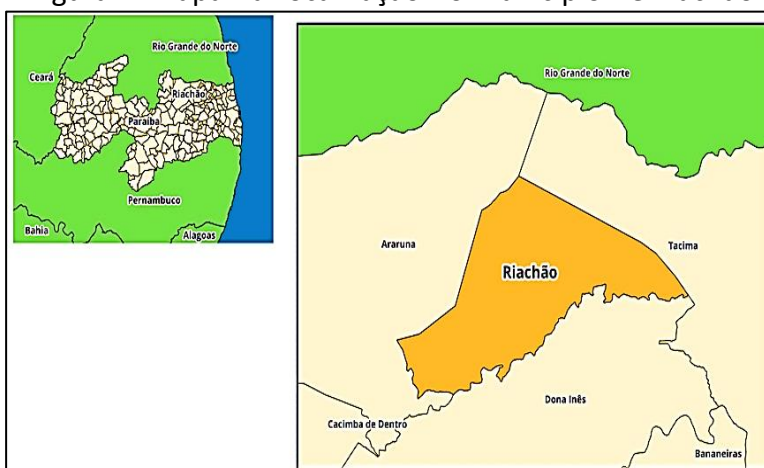 Rio Grande do Norte
Ceará
Riachão
Paraíba
Pernambuco
Bahia
Alagoas
Rio Grande do Norte
Araruna
Tacima
Riachão
Dona Inês
Cacimba de Dentro
Bananeiras